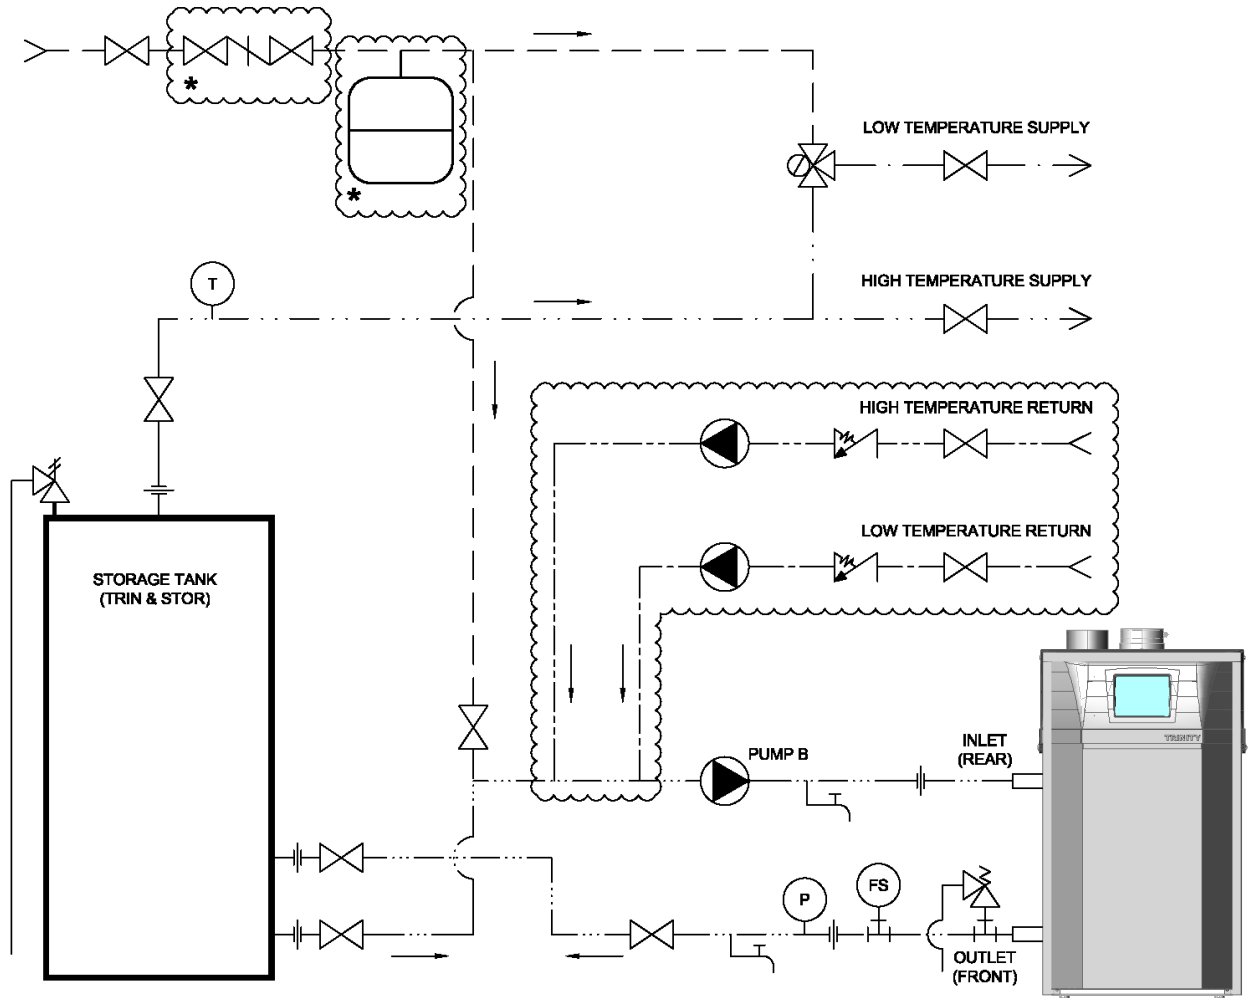 *
*
LOW TEMPERATURE SUPPLY
T
HIGH TEMPERATURE SUPPLY
HIGH TEMPERATURE RETURN
LOW TEMPERATURE RETURN
STORAGE TANK
(TRIN & STOR)
TRINITY
PUMP B
INLET
(REAR)
P
FS
OUTLET
(FRONT)